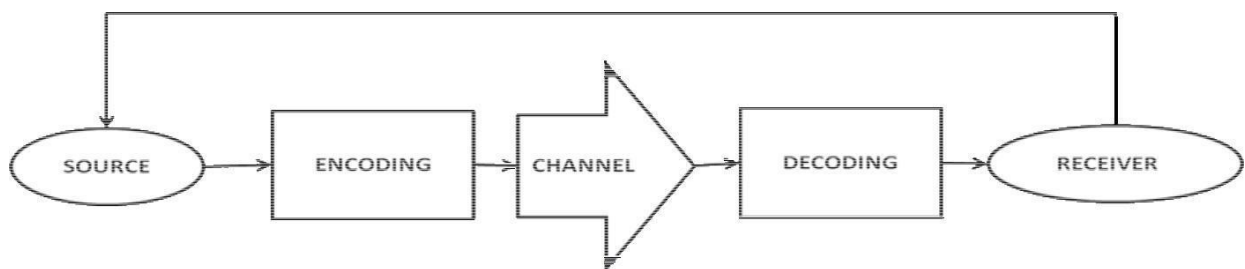 SOURCE
ENCODING
CHANNEL
DECODING
RECEIVER